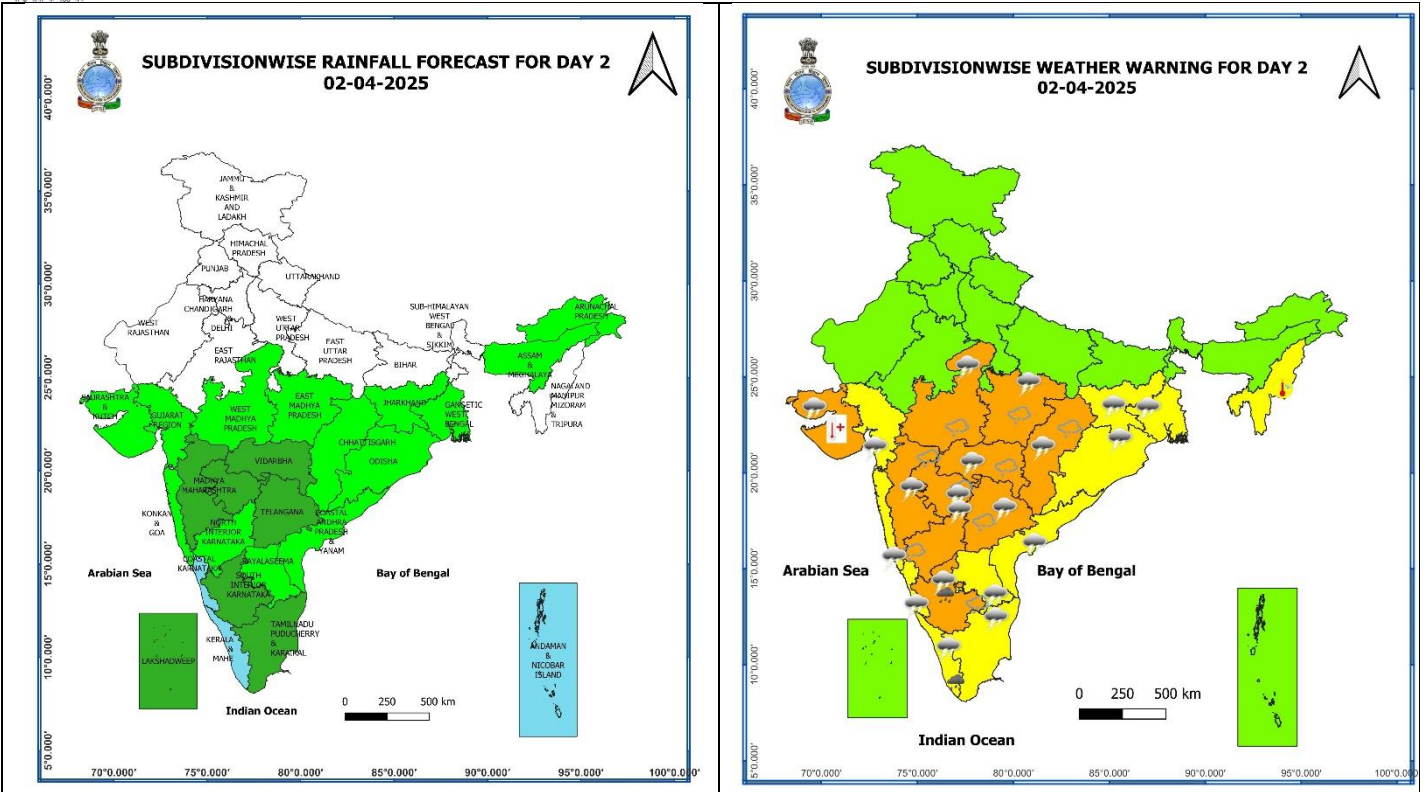 SUBDIVISIONWISE RAINFALL FORECAST FOR DAY 2
02-04-2025
40°0.000'
35°0.000'
30°0.000'
25°0.000'
20°0.000'
15°0.000'
10°0.000'
5°0.000'
JAMMU
&
KASHMIR
AND
LADAKH
HIMACHAL
PRADESH
PUNJAB
UTTARAKHAND
HARYANA
CHANDIGARH
&
DELHI
WEST
RAJASTHAN
WEST
UTTAR
PRADESH
EAST
RAJASTHAN
EAST
UTTAR
PRADESH
SUB-HIMALAYAN
WEST
BENGAL
&
SIKKIM
BIHAR
ARUNACHAL
PRADESH
ASSAM
&
MEGHALAYA
NAGALAND
MANIPUR
MIZORAM
&
TRIPURA
SAURASHTRA
&
KUTCH
GUJARAT
REGION
WEST
MADHYA
PRADESH
EAST
MADHYA
PRADESH
JHARKHAND
GANGETIC
WEST
BENGAL
CHHATTISGARH
ODISHA
VIDARBHA
MADHYA
MAHARASHTRA
KONKAN
&
GOA
TELANGANA
NORTH
INTERIOR
KARNATAKA
COASTAL
ANDHRA
PRADESH
&
YANAM
COASTAL
KARNATAKA
RAYALASEEMA
SOUTH
INTERIOR
KARNATAKA
TAMILNADU
PUDUCHERRY
&
KARAIKAL
KERALA
&
MAHE
LAKSHADWEEP
ANDAMAN
&
NICOBAR
ISLAND
Arabian Sea
Bay of Bengal
Indian Ocean
0 250 500 km
70°0.000' 75°0.000' 80°0.000' 85°0.000' 90°0.000' 95°0.000' 100°0.000'
SUBDIVISIONWISE WEATHER WARNING FOR DAY 2
02-04-2025
40°0.000'
35°0.000'
30°0.000'
25°0.000'
20°0.000'
15°0.000'
10°0.000'
5°0.000'
Arabian Sea
Bay of Bengal
Indian Ocean
0 250 500 km
70°0.000' 75°0.000' 80°0.000' 85°0.000' 90°0.000' 95°0.000' 100°0.000'